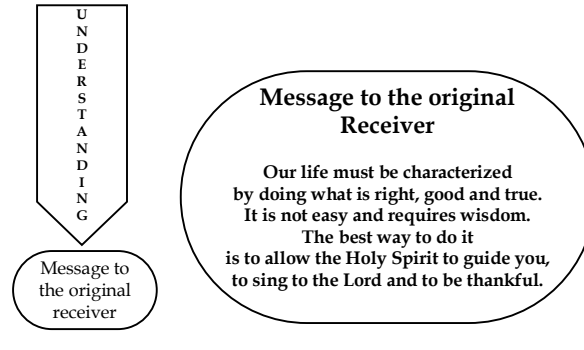 U
N
D
E
R
S
T
A
N
D
I
N
G
Message to
the original
receiver
Message to the original
Receiver
Our life must be characterized
by doing what is right, good and true.
It is not easy and requires wisdom.
The best way to do it
is to allow the Holy Spirit to guide you,
to sing to the Lord and to be thankful.